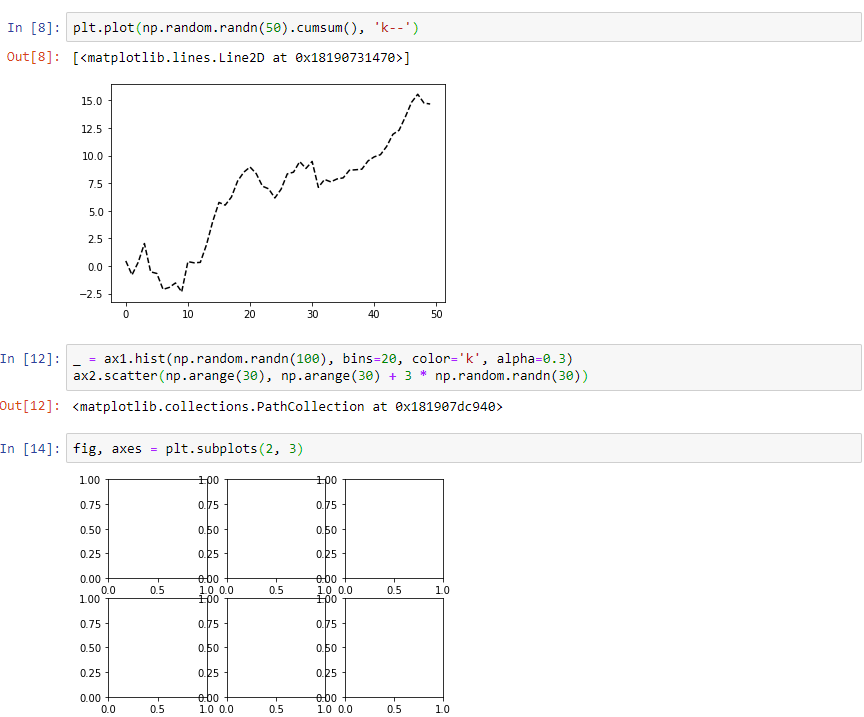 In [8]: plt.plot(np.random.randn(50).cumsum(), 'k--')
Out[8]: [<matplotlib.lines.Line2D at 0x18190731470>]
15.0
12.5
10.0
7.5
5.0
2.5
0.0
−2.5
0 10 20 30 40 50
In [12]: _ = ax1.hist(np.random.randn(100), bins=20, color='k', alpha=0.3)
ax2.scatter(np.arange(30), np.arange(30) + 3 * np.random.randn(30))
Out[12]: <matplotlib.collections.PathCollection at 0x181907dc940>
In [14]: fig, axes = plt.subplots(2, 3)
1.00 1.00 1.00
0.75 0.75 0.75
0.50 0.50 0.50
0.25 0.25 0.25
0.00 0.00 0.00
0.0 0.5 1.0 0.0 0.5 1.0 0.0 0.5 1.0
1.00 1.00 1.00
0.75 0.75 0.75
0.50 0.50 0.50
0.25 0.25 0.25
0.00 0.00 0.00
0.0 0.5 1.0 0.0 0.5 1.0 0.0 0.5 1.0